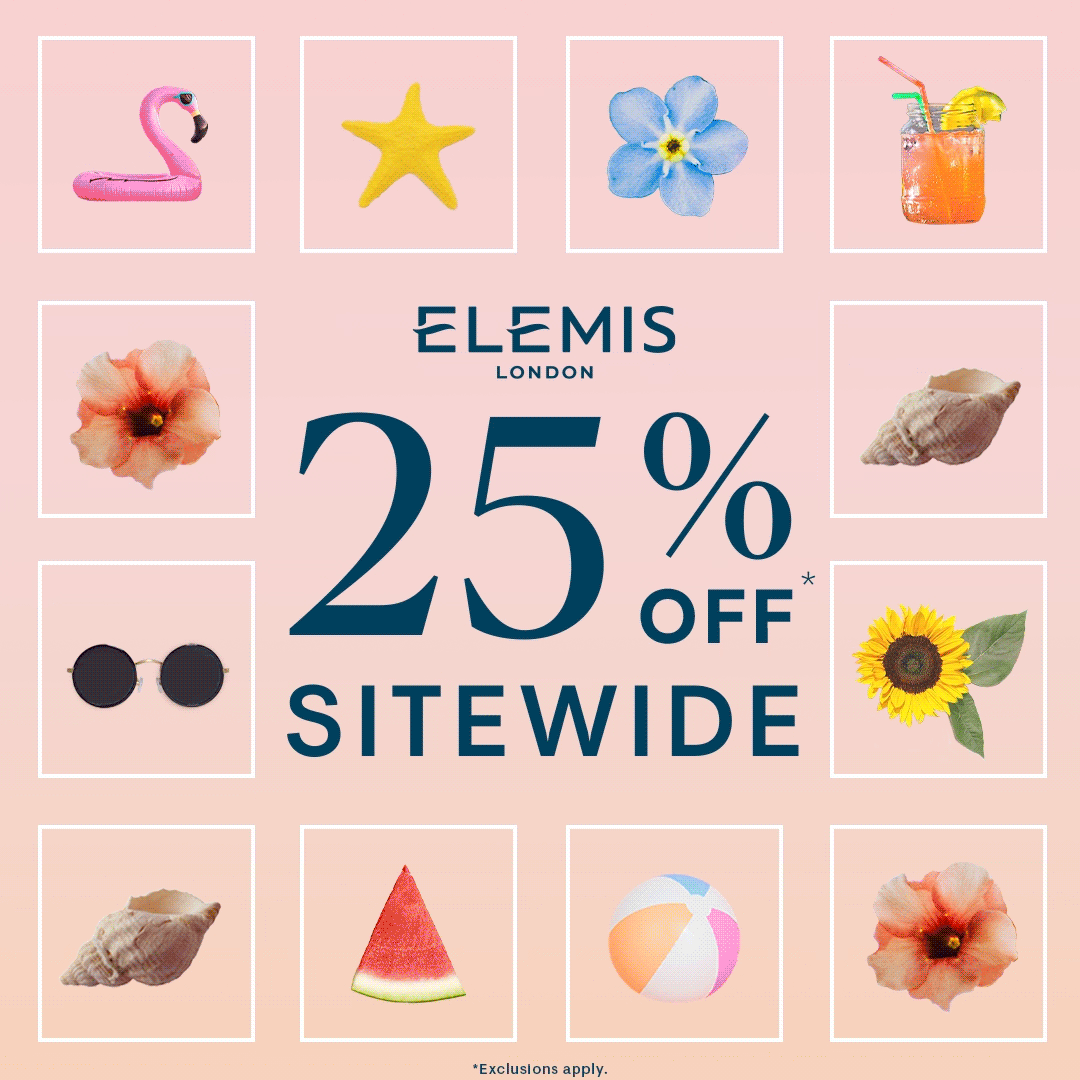 ELEMIS
LONDON
25%
OFF*
SITEWIDE
*Exclusions apply.